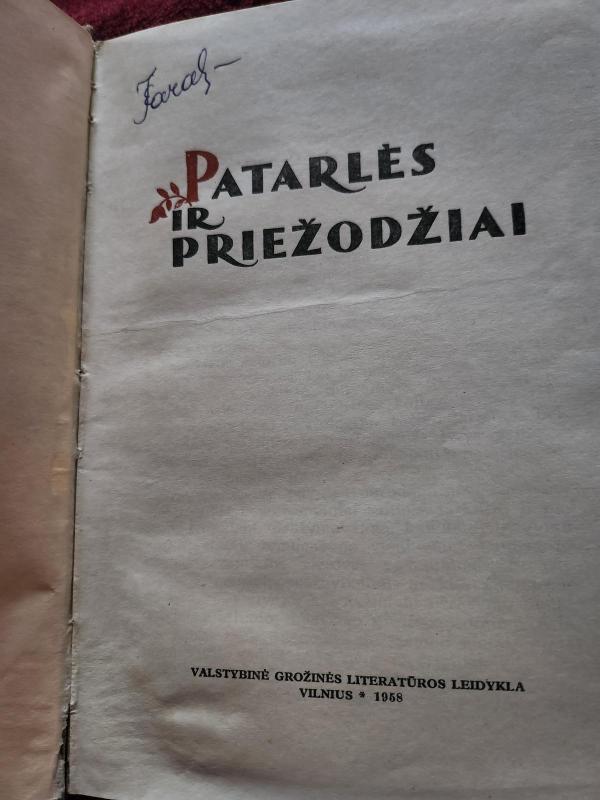 PATARLĖS
IR
PRIEŽODŽIAI
VALSTYBINĖ GROŽINĖS LITERATŪROS LEIDYKLA
VILNIUS * 1958